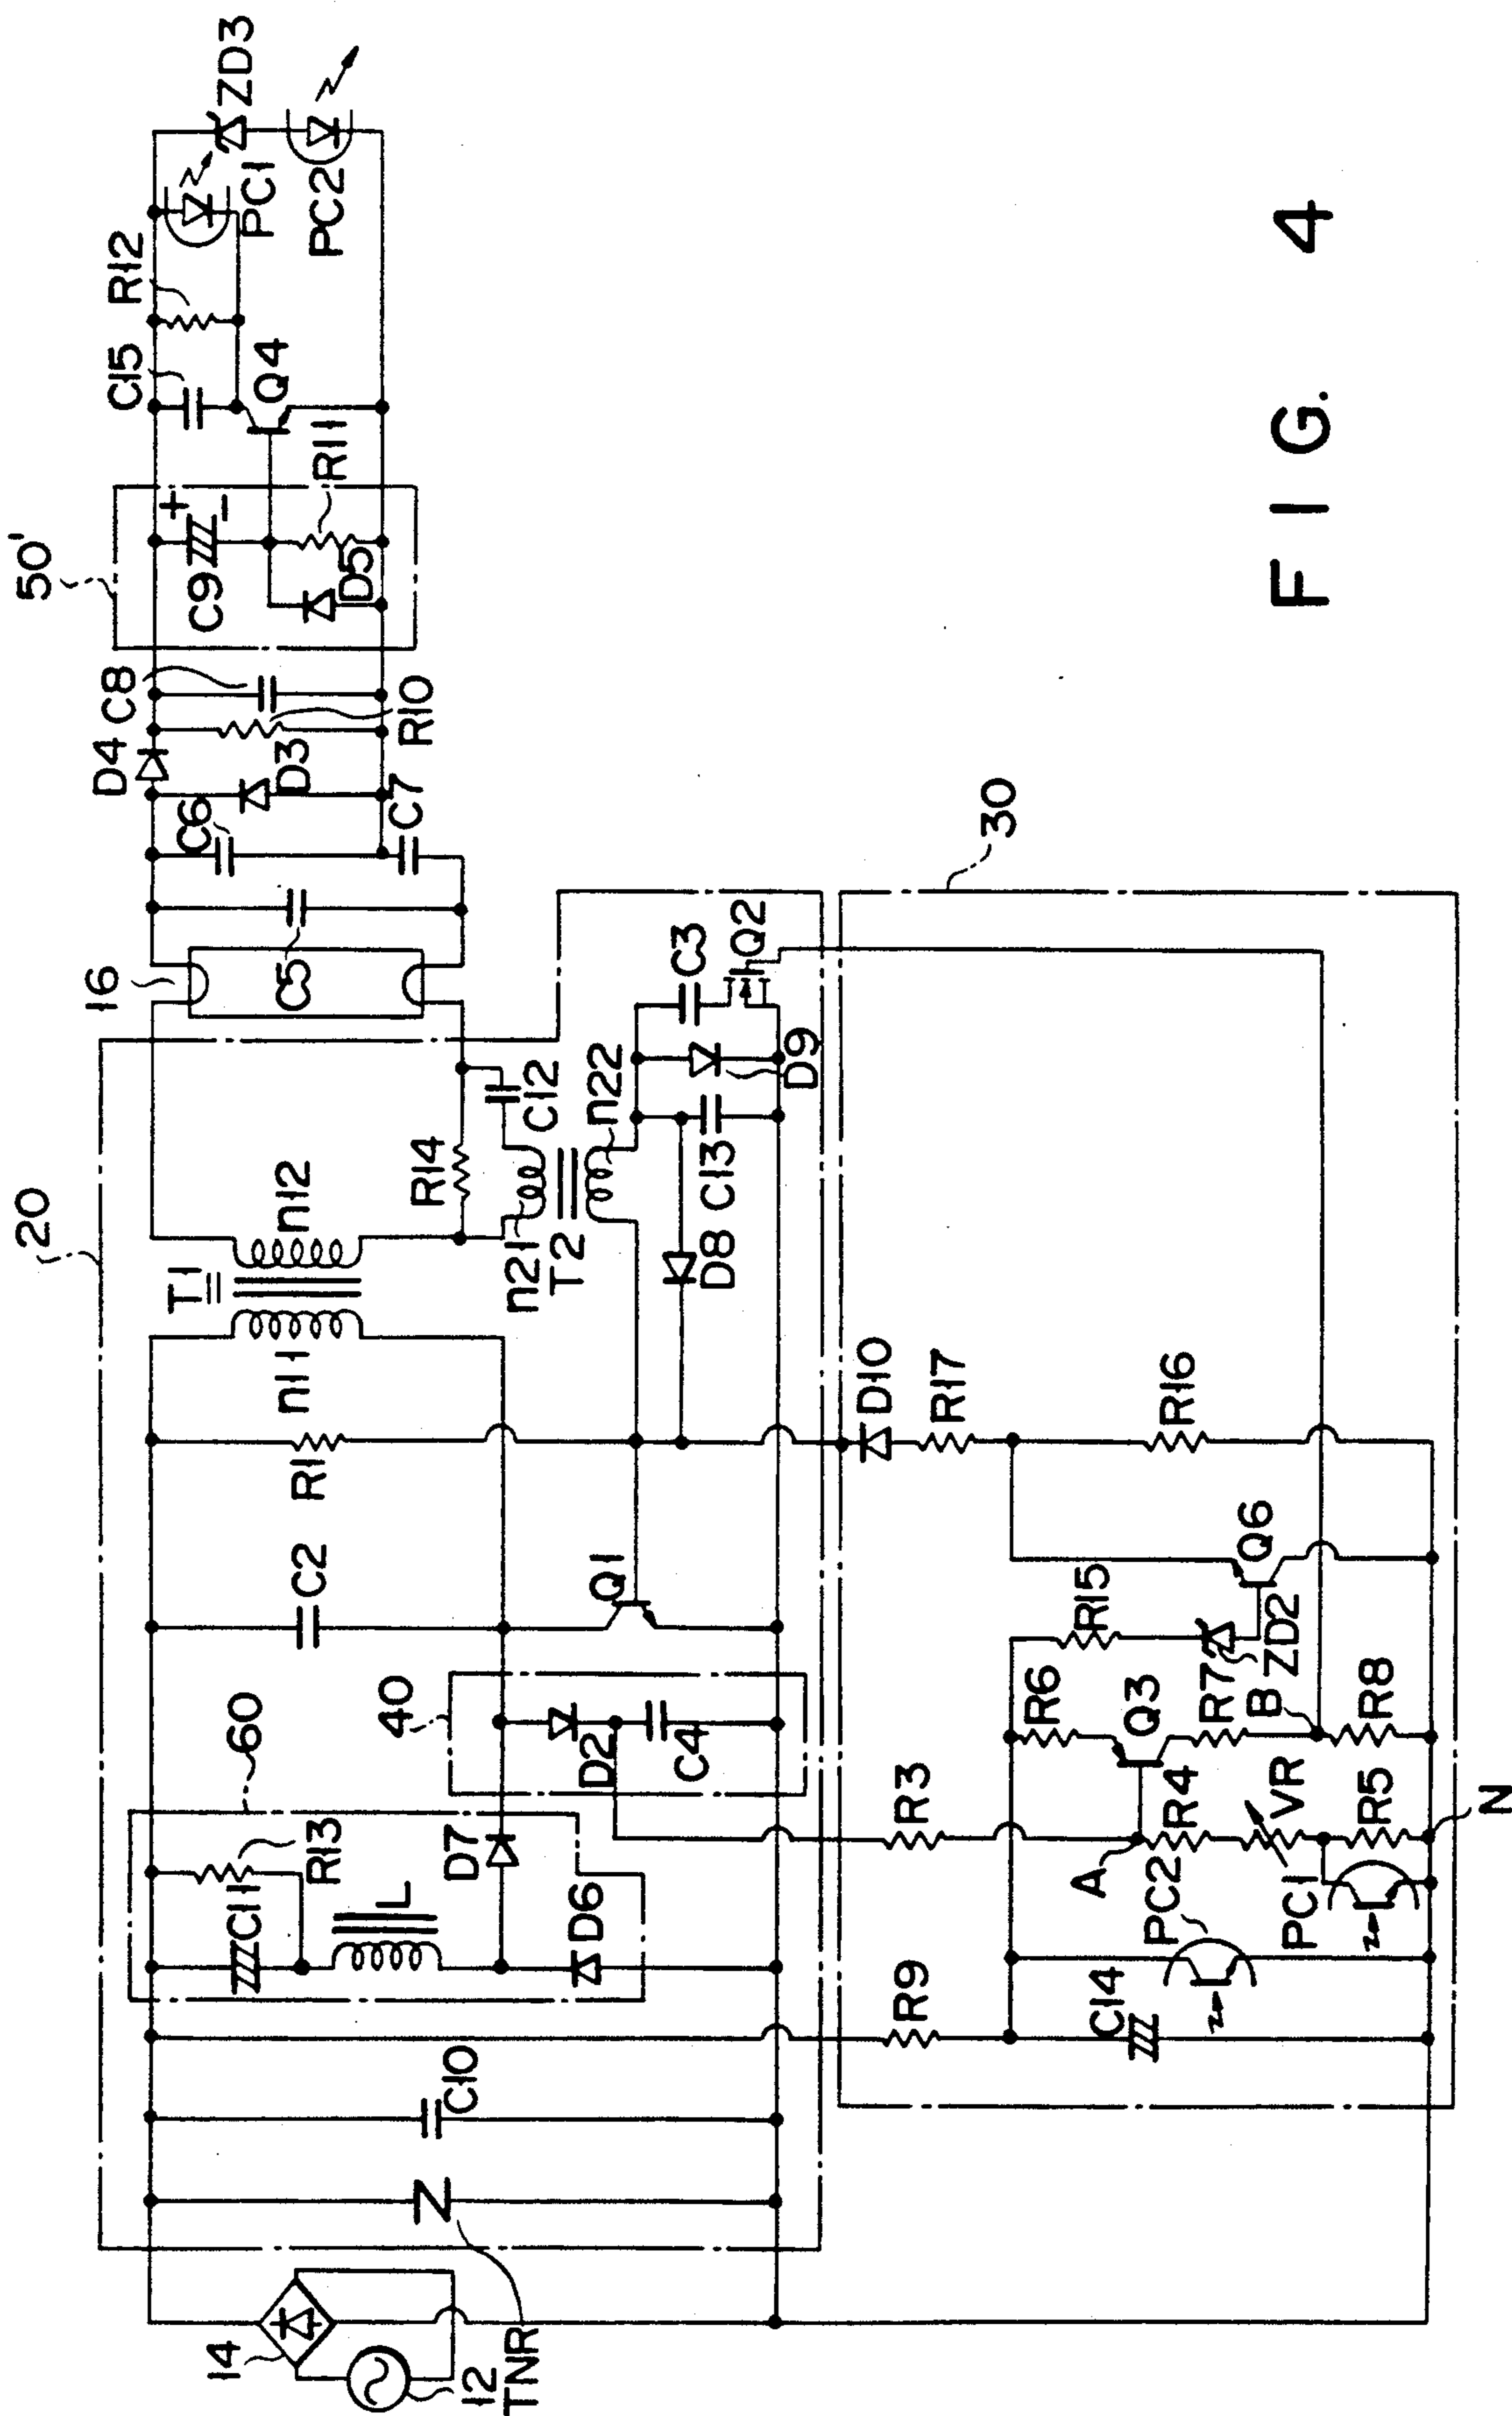 20
60
40
50'
30
16
14
12
TNR
C10
C11
R13
L
D7
D6
D2
C4
C2
Q1
R1
T1
n11
n12
R14
n21
T2
n22
C12
D8
C13
D9
C3
Q2
C5
C6
C7
D4
D3
C8
R10
C9
+
−
D5
R11
C15
Q4
R12
PC1
ZD3
PC2
R9
C14
PC2
PC1
A
R3
R4
VR
R5
N
R6
Q3
R7
B
R8
R15
ZD2
Q6
D10
R17
R16
FIG. 4